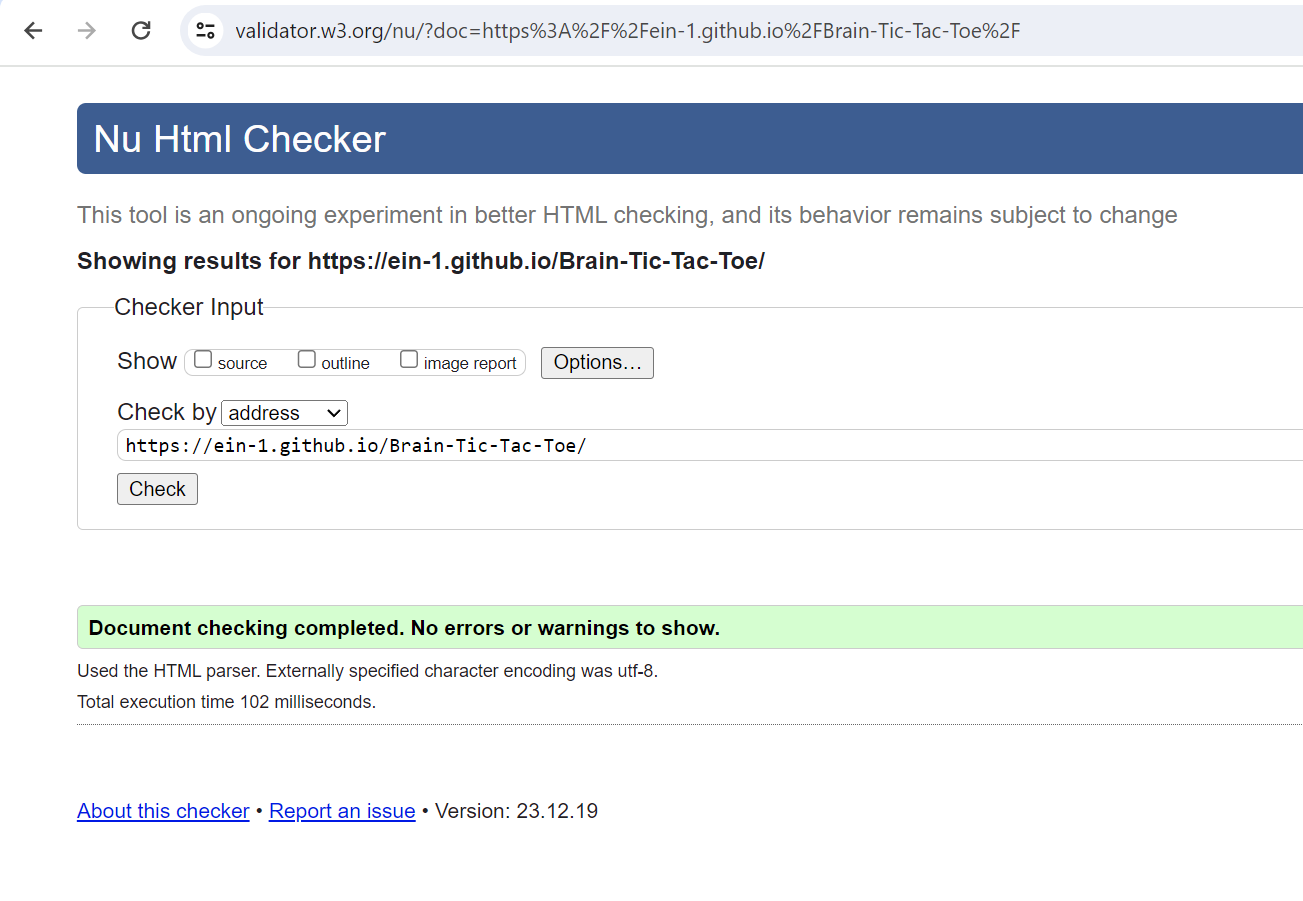 validator.w3.org/nu/?doc=https%3A%2F%2Fein-1.github.io%2FBrain-Tic-Tac-Toe%2F
Nu Html Checker
This tool is an ongoing experiment in better HTML checking, and its behavior remains subject to change
Showing results for https://ein-1.github.io/Brain-Tic-Tac-Toe/
Checker Input
Show source outline image report Options...
Check by address
https://ein-1.github.io/Brain-Tic-Tac-Toe/
Check
Document checking completed. No errors or warnings to show.
Used the HTML parser. Externally specified character encoding was utf-8.
Total execution time 102 milliseconds.
About this checker • Report an issue • Version: 23.12.19